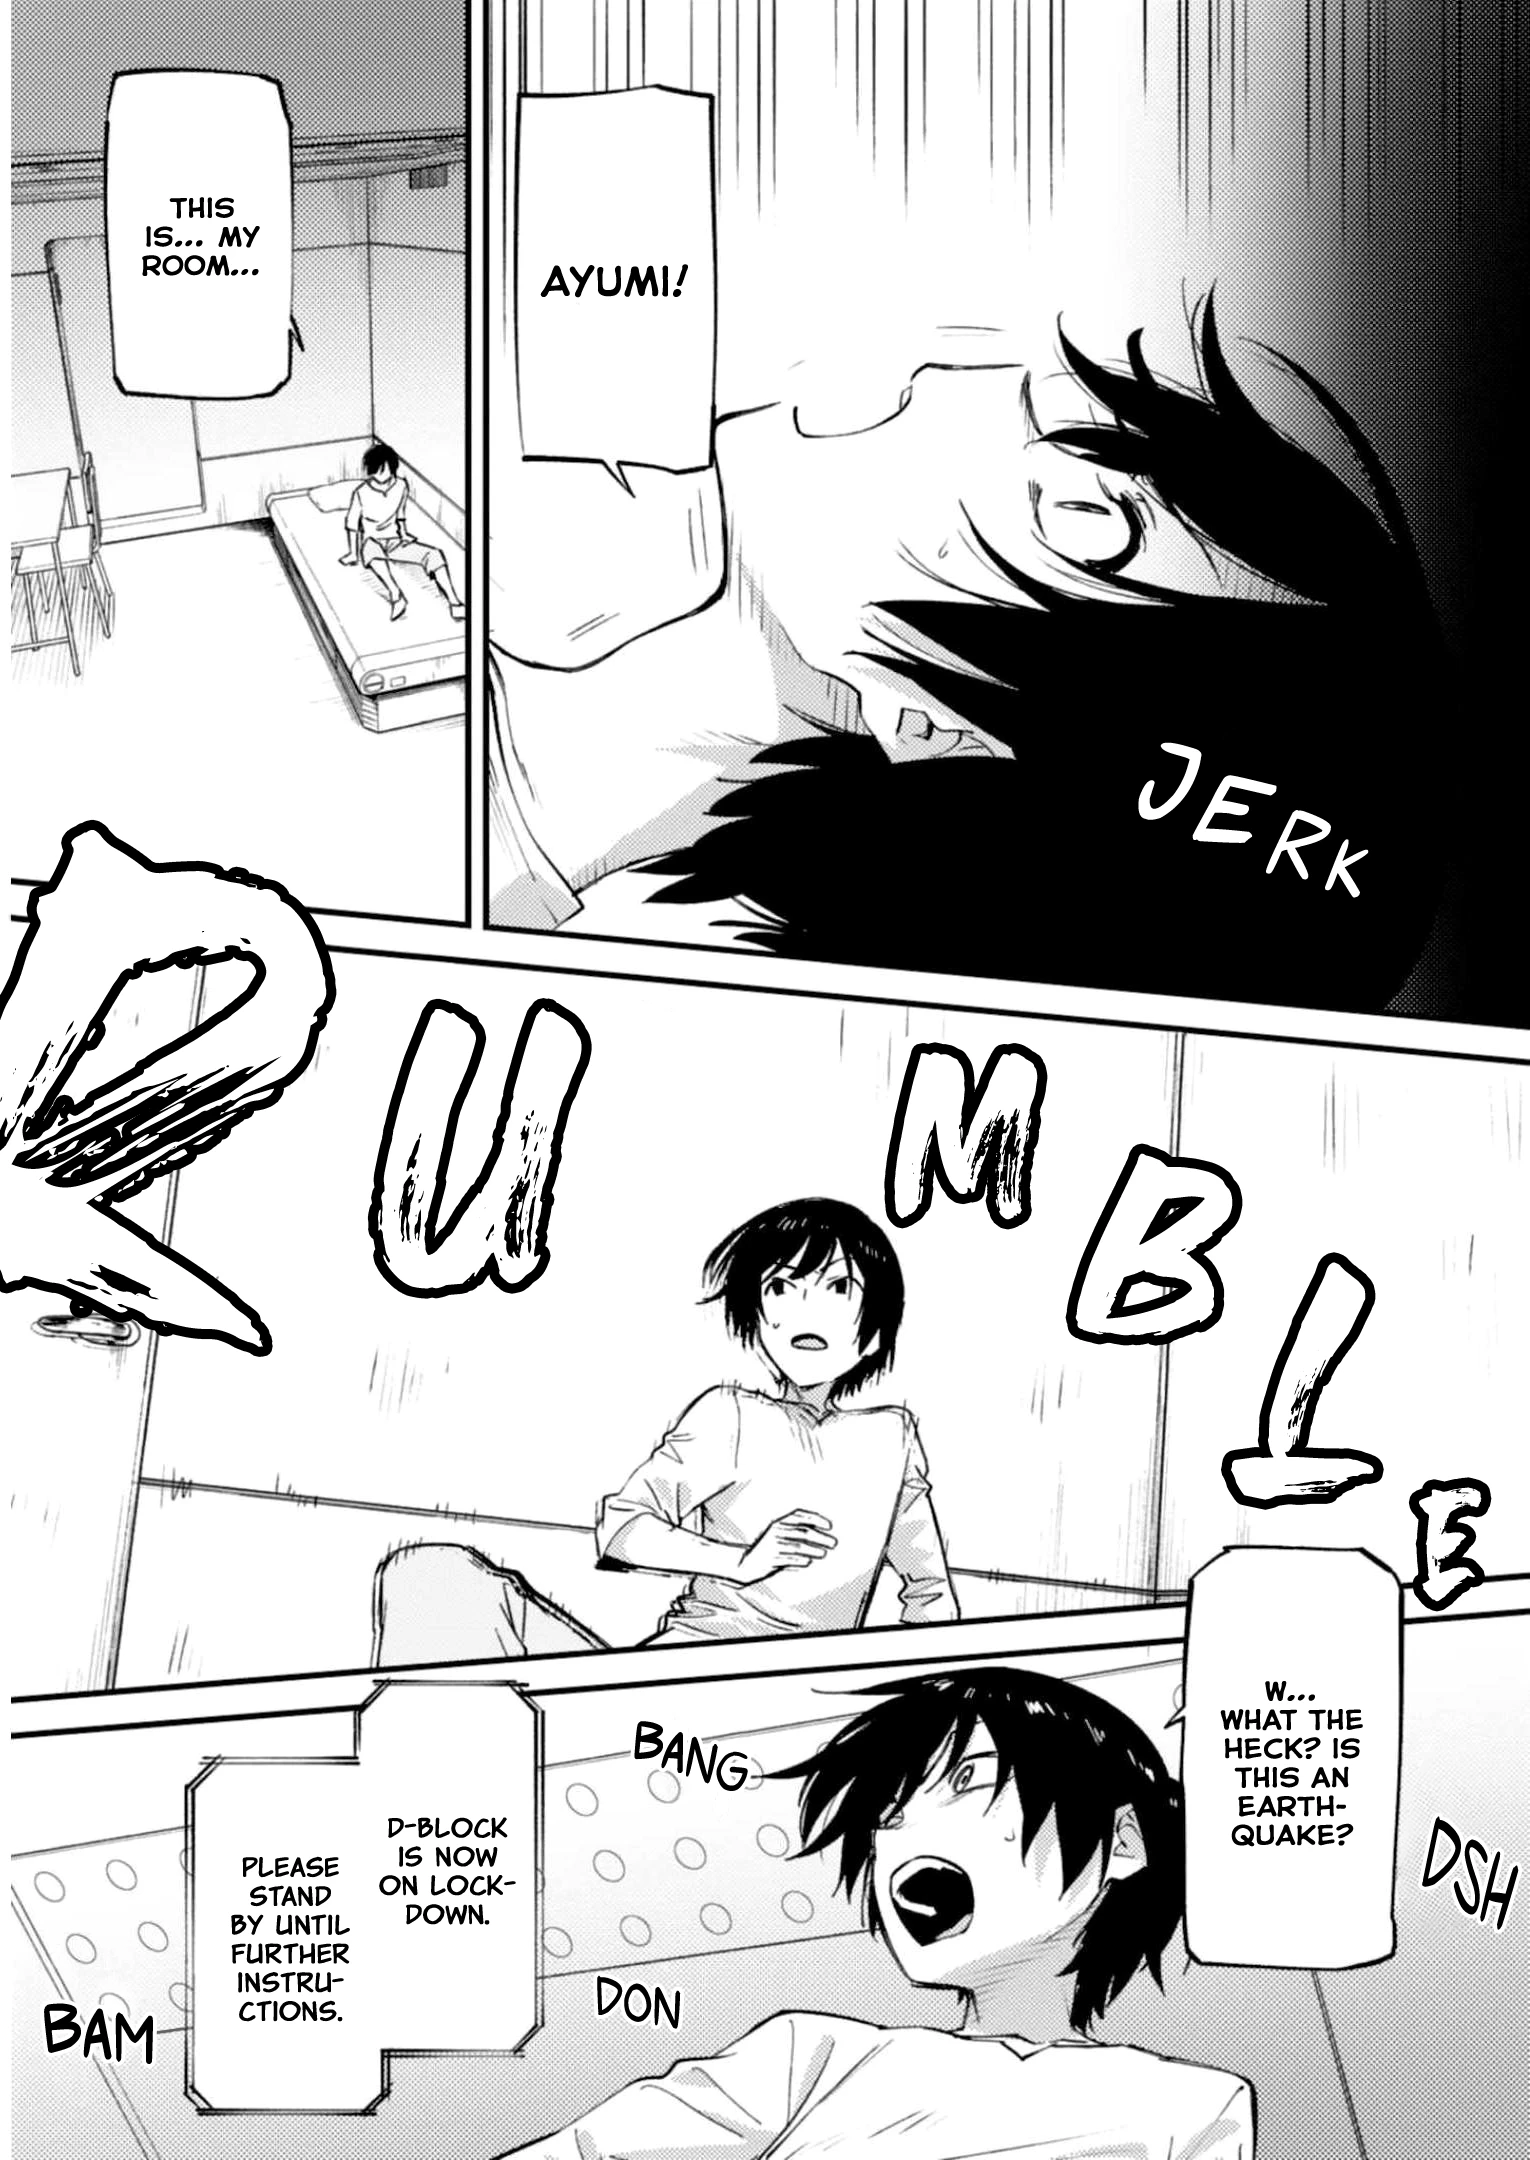 AYUMI!
JERK
THIS
IS... MY
ROOM...
RUMBLE
W...
WHAT THE
HECK? IS
THIS AN
EARTH-
QUAKE?
DSH
BANG
D-BLOCK
IS NOW
ON LOCK-
DOWN.
PLEASE
STAND
BY UNTIL
FURTHER
INSTRU-
CTIONS.
DON
BAM